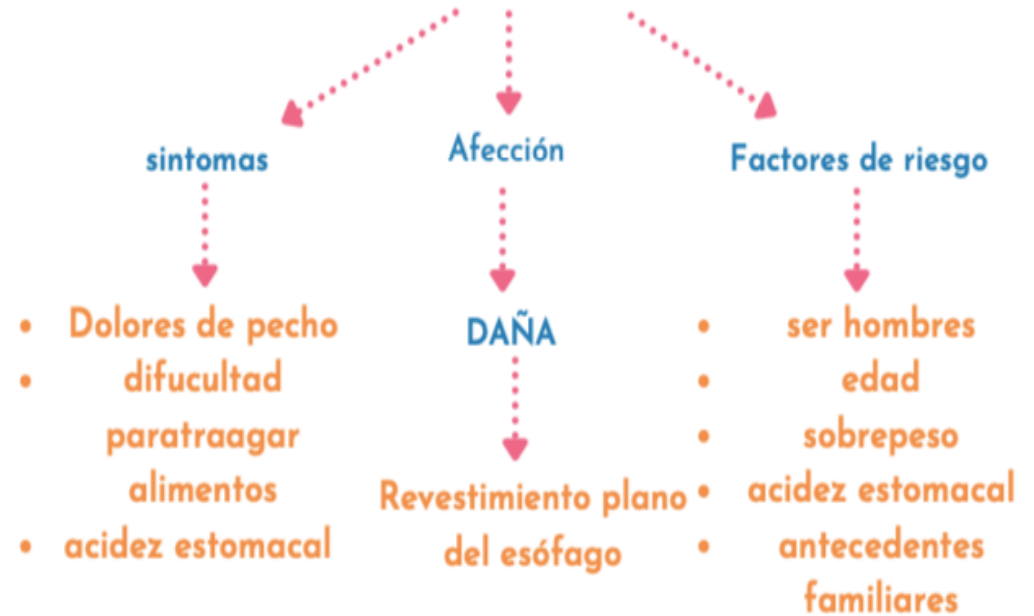 sintomas
Afección
Factores de riesgo
• Dolores de pecho
• difucultad
paratraagar
alimentos
• acidez estomacal
DAÑA
Revestimiento plano
del esófago
• ser hombres
• edad
• sobrepeso
• acidez estomacal
• antecedentes
familiares